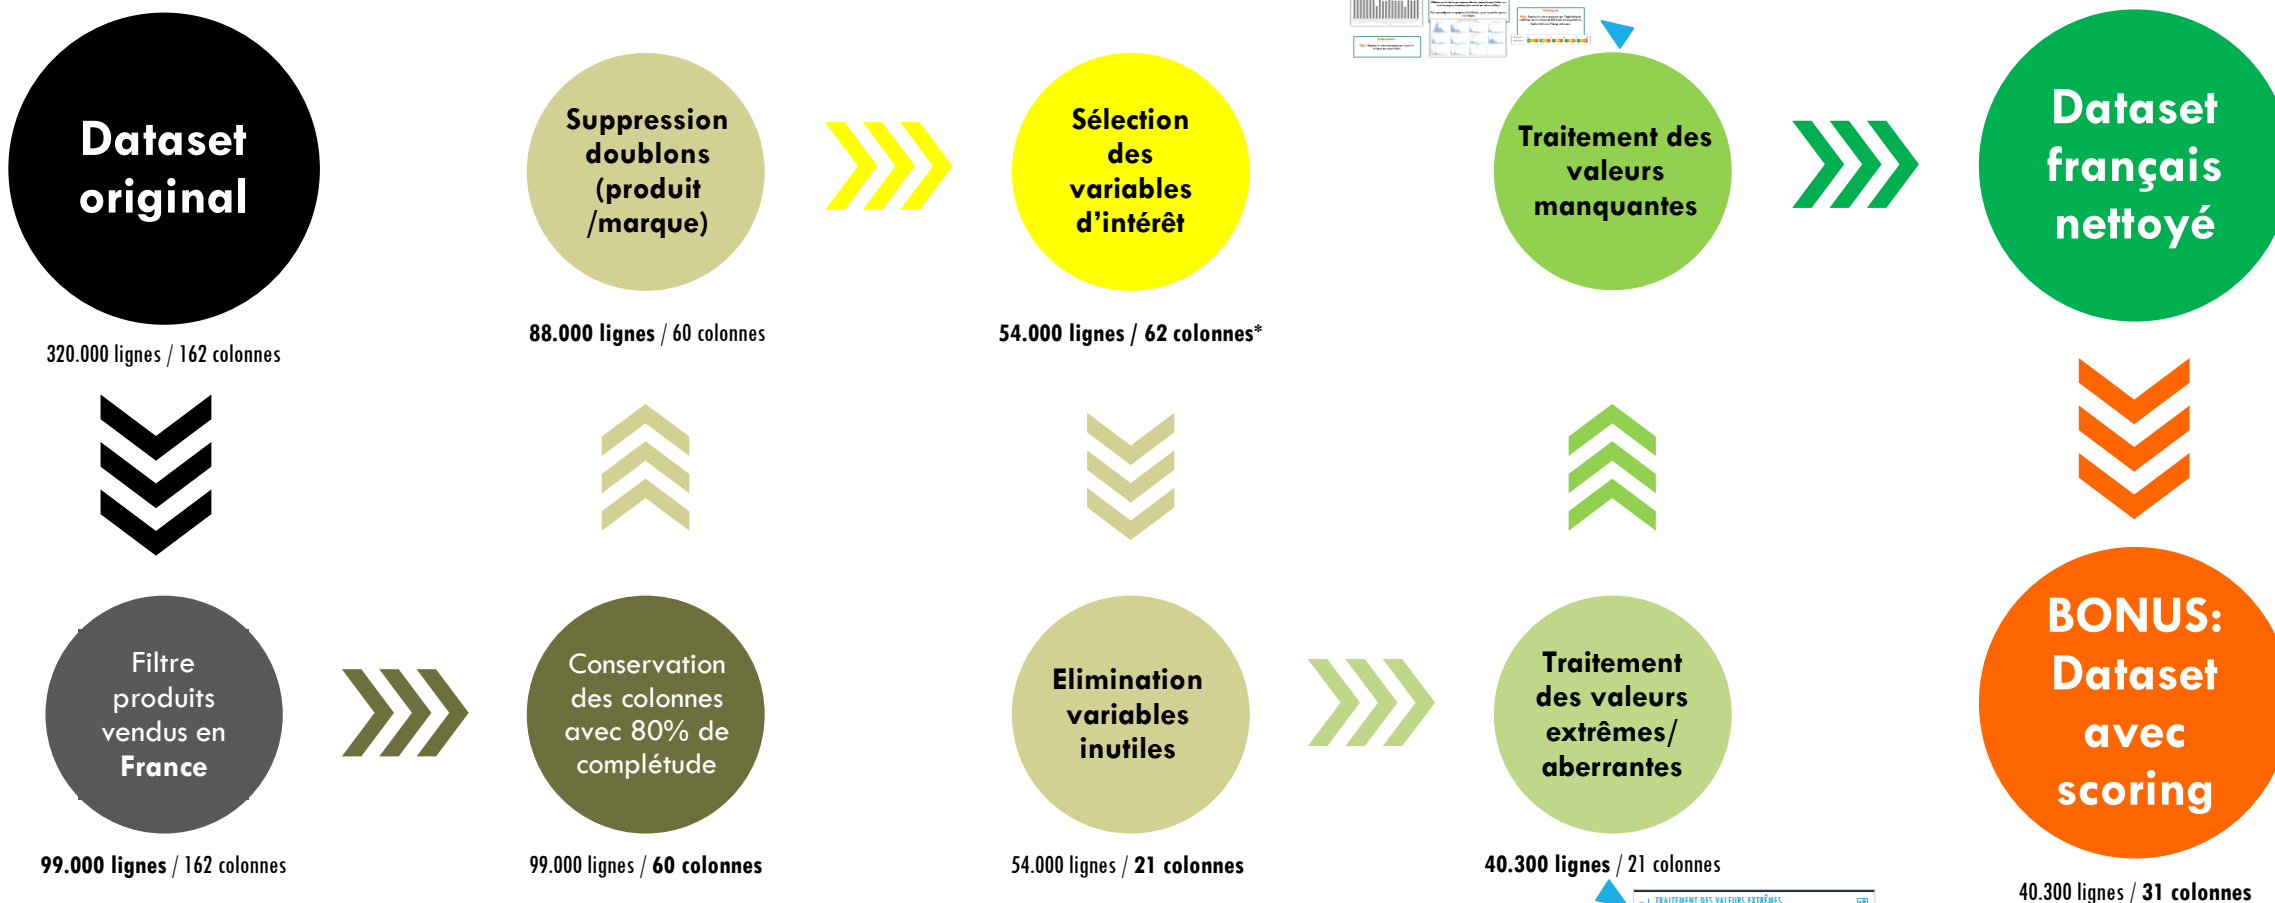 Dataset
original
320.000 lignes / 162 colonnes
Filtre
produits
vendus en
France
99.000 lignes / 162 colonnes
Conservation
des colonnes
avec 80% de
complétude
99.000 lignes / 60 colonnes
Suppression
doublons
(produit
/marque)
88.000 lignes / 60 colonnes
Sélection
des
variables
d’intérêt
54.000 lignes / 62 colonnes*
Elimination
variables
inutiles
54.000 lignes / 21 colonnes
Traitement
des valeurs
extrêmes/
aberrantes
40.300 lignes / 21 colonnes
TRAITEMENT DES VALEURS EXTRÊMES
Traitement des
valeurs
manquantes
Dataset
français
nettoyé
BONUS:
Dataset
avec
scoring
40.300 lignes / 31 colonnes